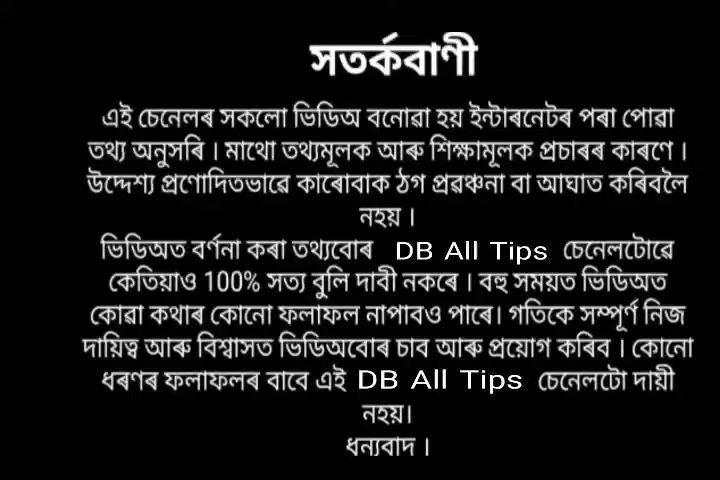 সতৰ্কবাণী
এই চেনেলৰ সকলো ভিডিঅ বনোৱা হয় ইন্টাৰনেটৰ পৰা পোৱা
তথ্য অনুসৰি । মাথো তথ্যমূলক আৰু শিক্ষামূলক প্ৰচাৰৰ কাৰণে ।
উদ্দেশ্য প্ৰণোদিতভাৱে কাৰোবাক ঠগ প্ৰৱঞ্চনা বা আঘাত কৰিবলৈ
নহয় ।
ভিডিঅত বৰ্ণনা কৰা তথ্যবোৰ DB All Tips চেনেলটোৱে
কেতিয়াও 100% সত্য বুলি দাবী নকৰে । বহু সময়ত ভিডিঅত
কোৱা কথাৰ কোনো ফলাফল নাপাবও পাৰে। গতিকে সম্পূৰ্ণ নিজ
দায়িত্ব আৰু বিশ্বাসত ভিডিঅবোৰ চাব আৰু প্ৰয়োগ কৰিব । কোনো
ধৰণৰ ফলাফলৰ বাবে এই DB All Tips চেনেলটো দায়ী
নহয়।
ধন্যবাদ ।